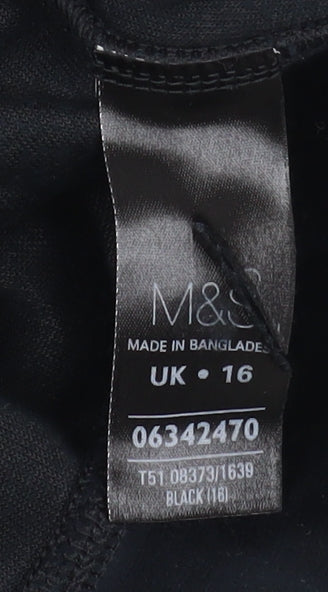 M&S
MADE IN BANGLADES
UK • 16
06342470
T51 08373/1639
BLACK (16)